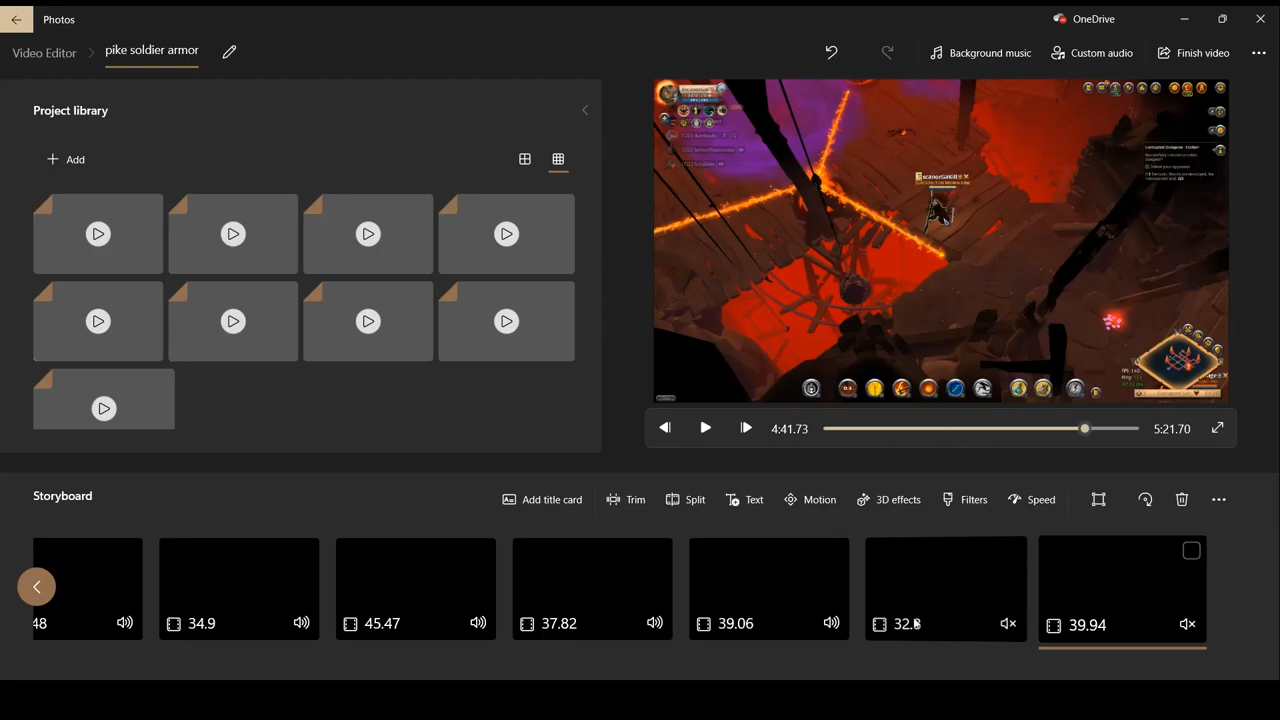 Photos
OneDrive
Video Editor
pike soldier armor
Background music
Custom audio
Finish video
Project library
Add
EscanorGAKill
4:41.73
5:21.70
Storyboard
Add title card
Trim
Split
Text
Motion
3D effects
Filters
Speed
48
34.9
45.47
37.82
39.06
39.94